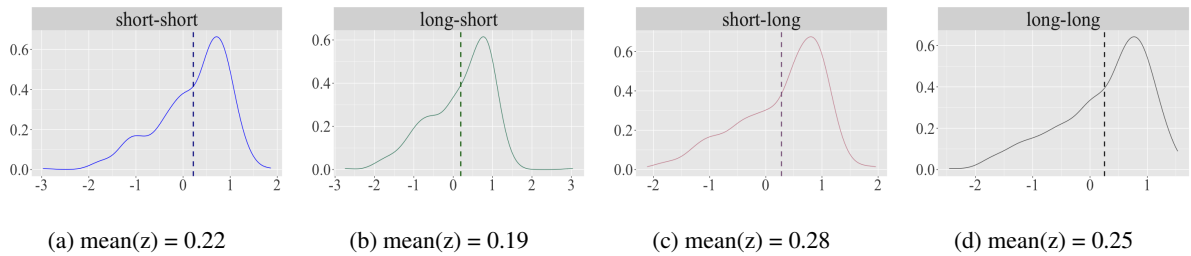 short-short
0.6
0.4
0.2
0.0
-3 -2 -1 0 1 2
(a) mean(z) = 0.22
long-short
0.6
0.4
0.2
0.0
-3 -2 -1 0 1 2 3
(b) mean(z) = 0.19
short-long
0.6
0.4
0.2
0.0
-2 -1 0 1 2
(c) mean(z) = 0.28
long-long
0.6
0.4
0.2
0.0
-2 -1 0 1
(d) mean(z) = 0.25